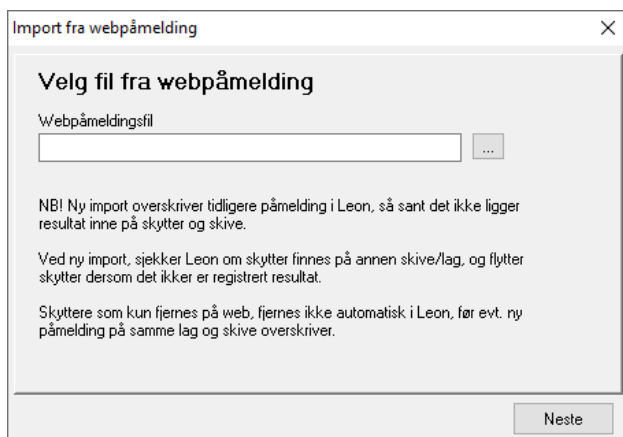 Import fra webpåmelding
Velg fil fra webpåmelding
Webpåmeldingsfil
...
NB! Ny import overskriver tidligere påmelding i Leon, så sant det ikke ligger
resultat inne på skytter og skive.
Ved ny import, sjekker Leon om skytter finnes på annen skive/lag, og flytter
skytter dersom det ikker er registrert resultat.
Skyttere som kun fjernes på web, fjernes ikke automatisk i Leon, før evt. ny
påmelding på samme lag og skive overskriver.
Neste